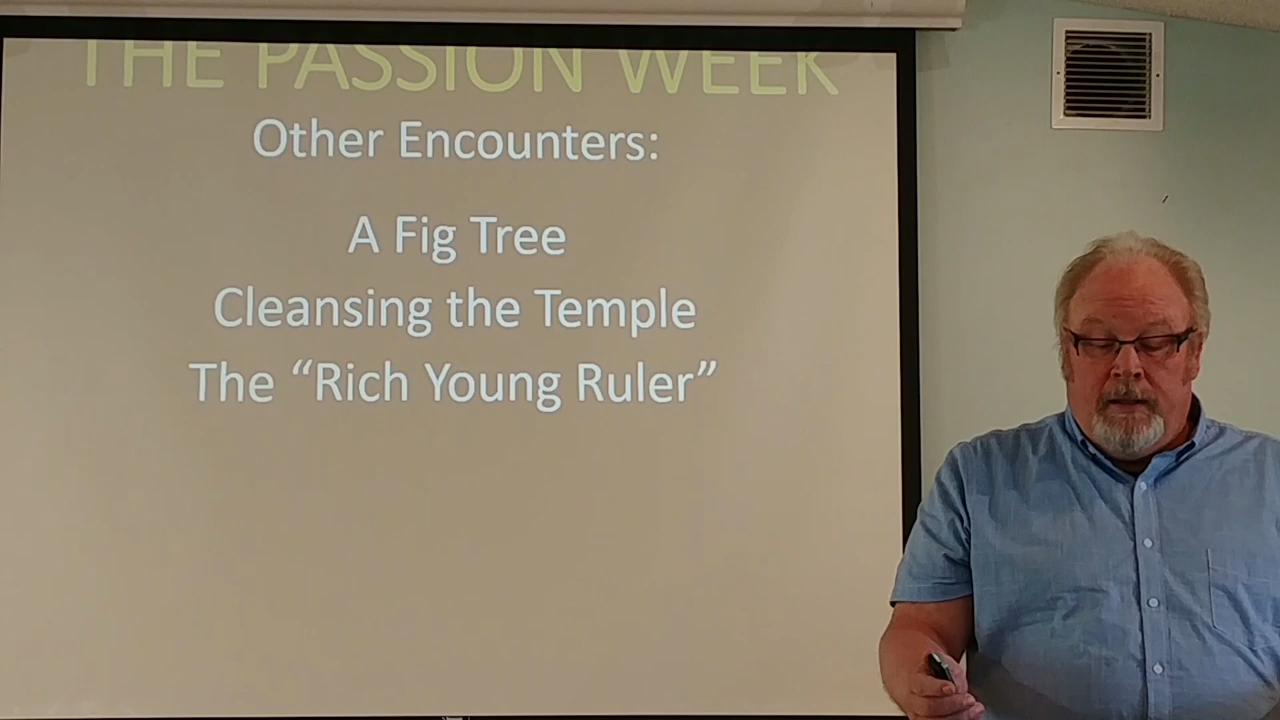 THE PASSION WEEK
Other Encounters:
A Fig Tree
Cleansing the Temple
The “Rich Young Ruler”